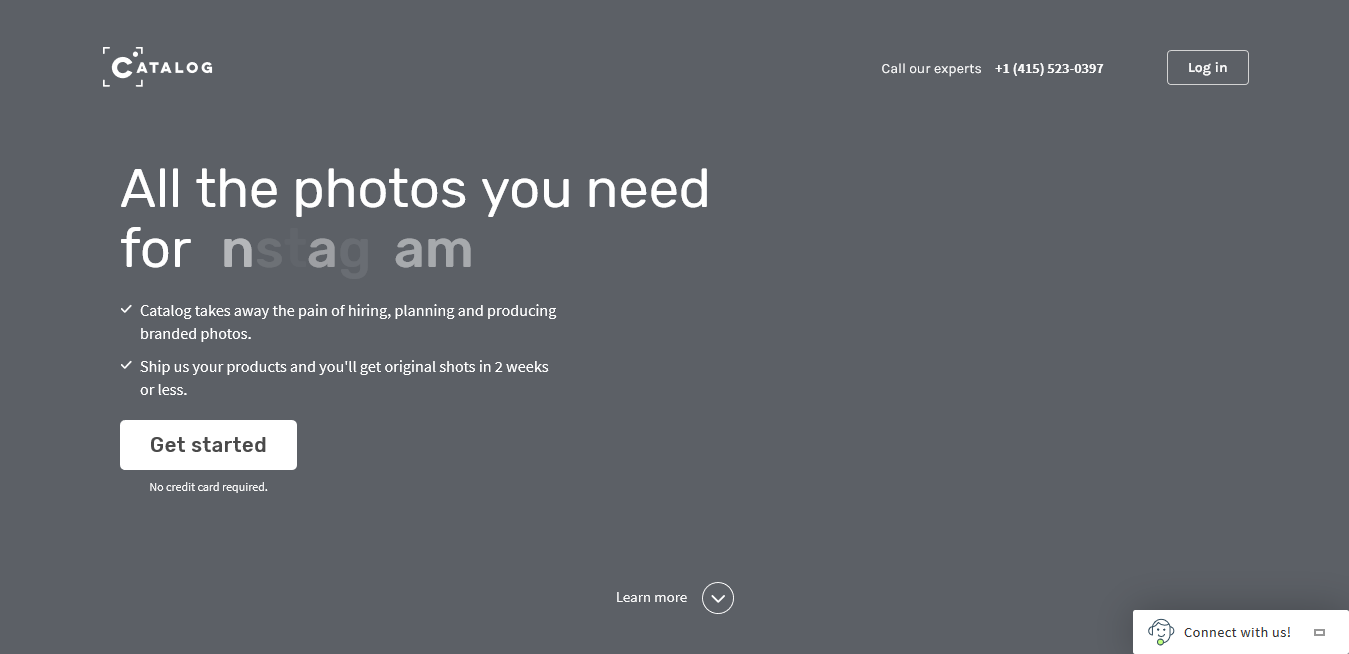 CATALOG
Call our experts +1 (415) 523-0397
Log in
All the photos you need
for nstag am
Catalog takes away the pain of hiring, planning and producing
branded photos.
Ship us your products and you'll get original shots in 2 weeks
or less.
Get started
No credit card required.
Learn more
Connect with us!